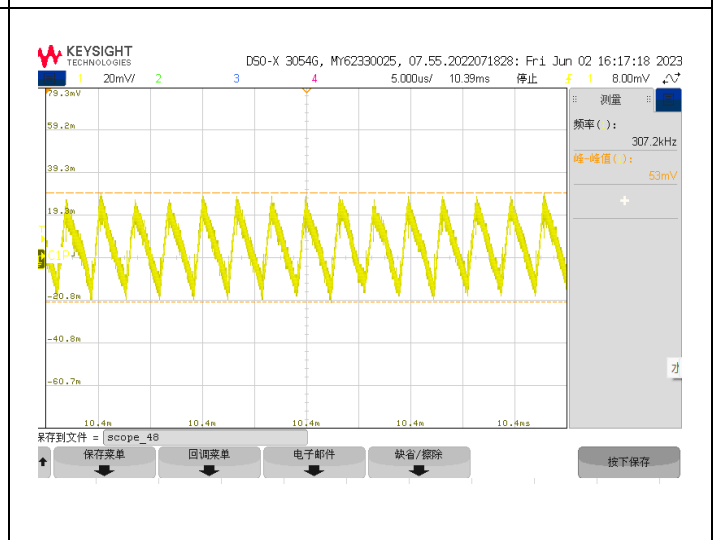 KEYSIGHT
TECHNOLOGIES
DSO-X 3054G, MY62330025, 07.55.2022071828: Fri Jun 02 16:17:18 2023
1 20mV/ 2 3 4 5.000us/ 10.39ms 停止 1 8.00mV
79.3mV
59.2m
39.3m
19.3m
-20.8m
-40.8m
-60.7m
10.4m 10.4m 10.4m 10.4m 10.4ms
测量
频率( ):
307.2kHz
峰-峰值( ):
53mV
保存到文件 = scope_48
保存菜单 回调菜单 电子邮件 缺省/擦除 按下保存